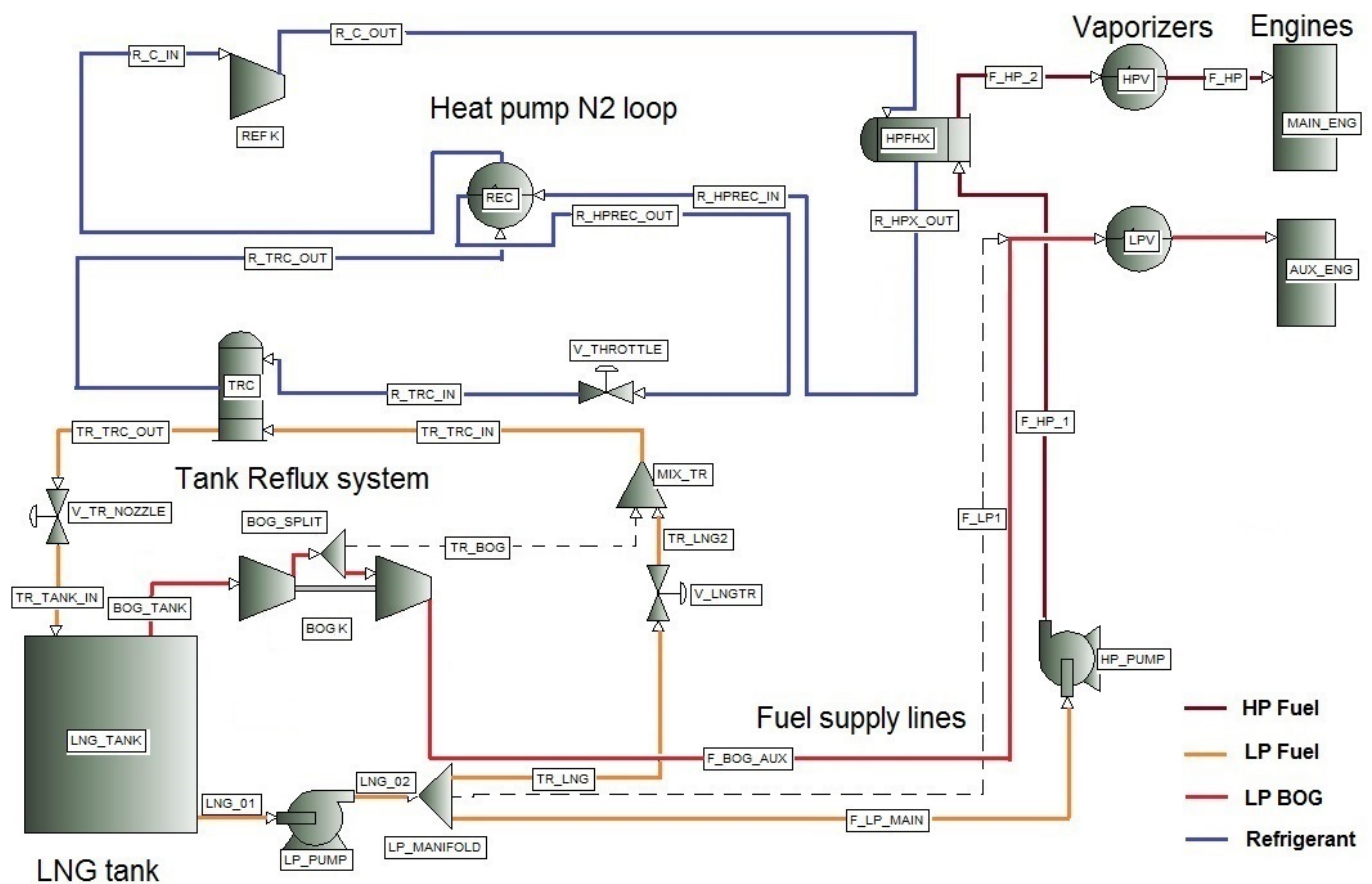 Vaporizers
Engines
R_C_OUT
R_C_IN
F_HP_2
HPV
F_HP
MAIN_ENG
REF K
Heat pump N2 loop
HPFHX
REC
R_HPREC_IN
R_HPREC_OUT
R_HPX_OUT
LPV
AUX_ENG
R_TRC_OUT
V_THROTTLE
TRC
R_TRC_IN
F_HP_1
TR_TRC_OUT
TR_TRC_IN
Tank Reflux system
MIX_TR
V_TR_NOZZLE
BOG_SPLIT
F_LP1
TR_BOG
TR_LNG2
TR_TANK_IN
BOG_TANK
V_LNGTR
BOG K
HP_PUMP
Fuel supply lines
HP Fuel
LNG_TANK
LP Fuel
F_BOG_AUX
TR_LNG
LNG_02
LP BOG
LNG_01
F_LP_MAIN
Refrigerant
LP_MANIFOLD
LP_PUMP
LNG tank